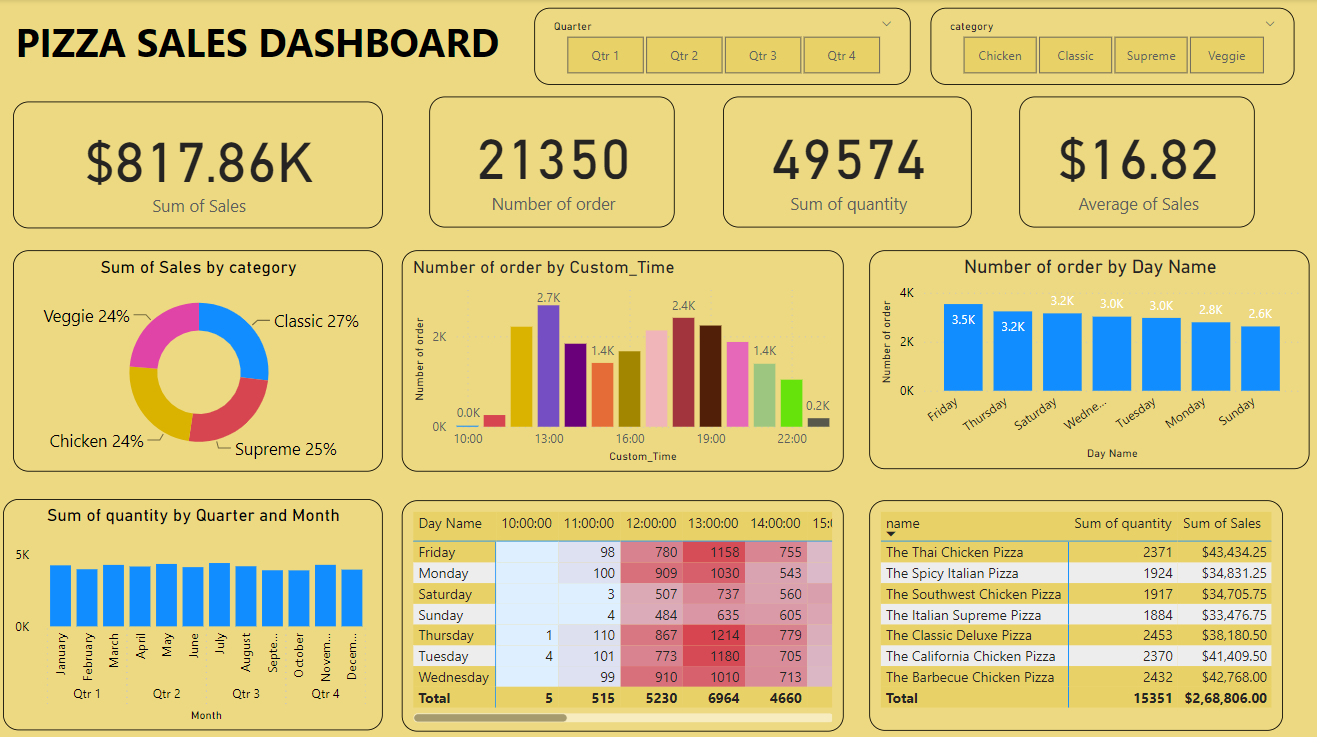 PIZZA SALES DASHBOARD
Quarter
Qtr 1 Qtr 2 Qtr 3 Qtr 4
category
Chicken Classic Supreme Veggie
$817.86K
Sum of Sales
21350
Number of order
49574
Sum of quantity
$16.82
Average of Sales
Sum of Sales by category
Veggie 24%
Classic 27%
Chicken 24%
Supreme 25%
Number of order by Custom_Time
Number of order
2K
0K
0.0K 2.7K 1.4K 2.4K 1.4K 0.2K
10:00 13:00 16:00 19:00 22:00
Custom_Time
Number of order by Day Name
Number of order
4K
2K
0K
3.5K 3.2K 3.2K 3.0K 3.0K 2.8K 2.6K
Friday Thursday Saturday Wedne... Tuesday Monday Sunday
Day Name
Sum of quantity by Quarter and Month
5K
0K
January February March April May June July August Septe... October Novem... Decem...
Qtr 1 Qtr 2 Qtr 3 Qtr 4
Month
Day Name 10:00:00 11:00:00 12:00:00 13:00:00 14:00:00 15:
Friday 98 780 1158 755
Monday 100 909 1030 543
Saturday 3 507 737 560
Sunday 4 484 635 605
Thursday 1 110 867 1214 779
Tuesday 4 101 773 1180 705
Wednesday 99 910 1010 713
Total 5 515 5230 6964 4660
name Sum of quantity Sum of Sales
The Thai Chicken Pizza 2371 $43,434.25
The Spicy Italian Pizza 1924 $34,831.25
The Southwest Chicken Pizza 1917 $34,705.75
The Italian Supreme Pizza 1884 $33,476.75
The Classic Deluxe Pizza 2453 $38,180.50
The California Chicken Pizza 2370 $41,409.50
The Barbecue Chicken Pizza 2432 $42,768.00
Total 15351 $2,68,806.00